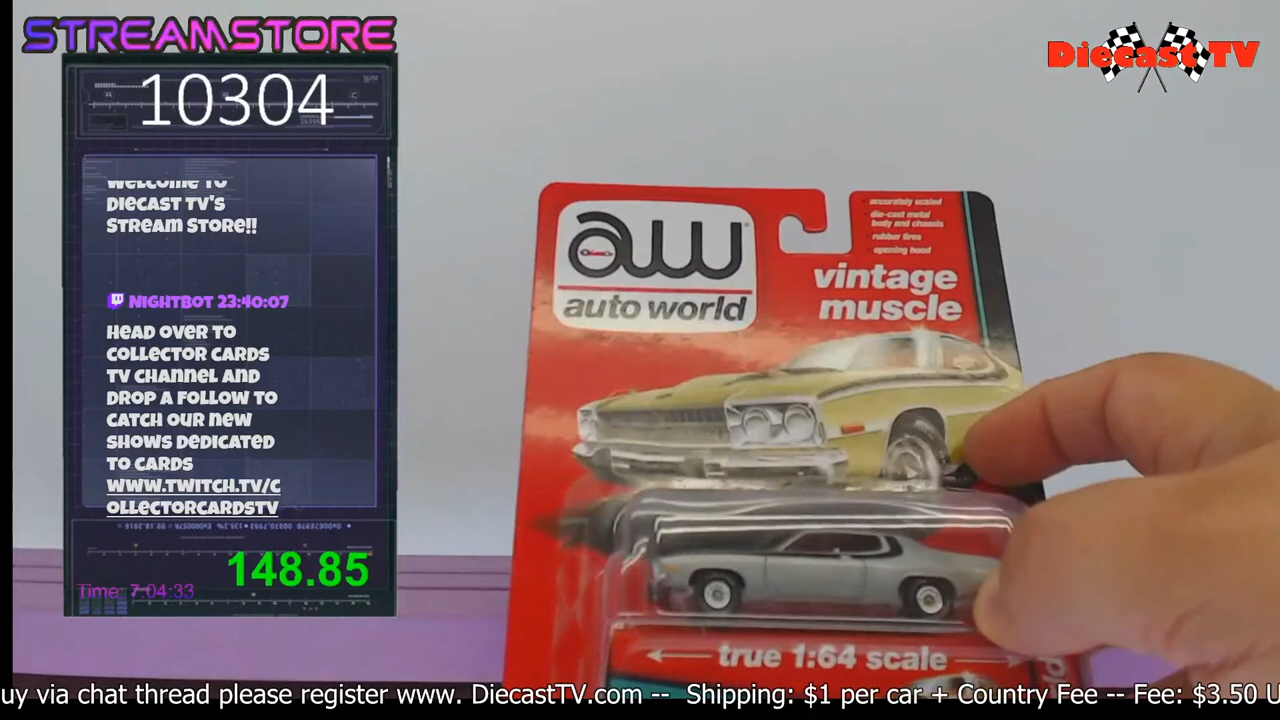 STREAMSTORE
10304
WELCOME TO
DIECAST TV'S
STREAM STORE!!
NIGHTBOT 23:40:07
HEAD OVER TO
COLLECTOR CARDS
TV CHANNEL AND
DROP A FOLLOW TO
CATCH OUR NEW
SHOWS DEDICATED
TO CARDS
WWW.TWITCH.TV/C
OLLECTORCARDSTV
148.85
Time: 7:04:33
Diecast TV
aw
auto world
accurately scaled
die-cast metal
body and chassis
rubber tires
opening hood
vintage
muscle
true 1:64 scale
uy via chat thread please register www. DiecastTV.com -- Shipping: $1 per car + Country Fee -- Fee: $3.50 U